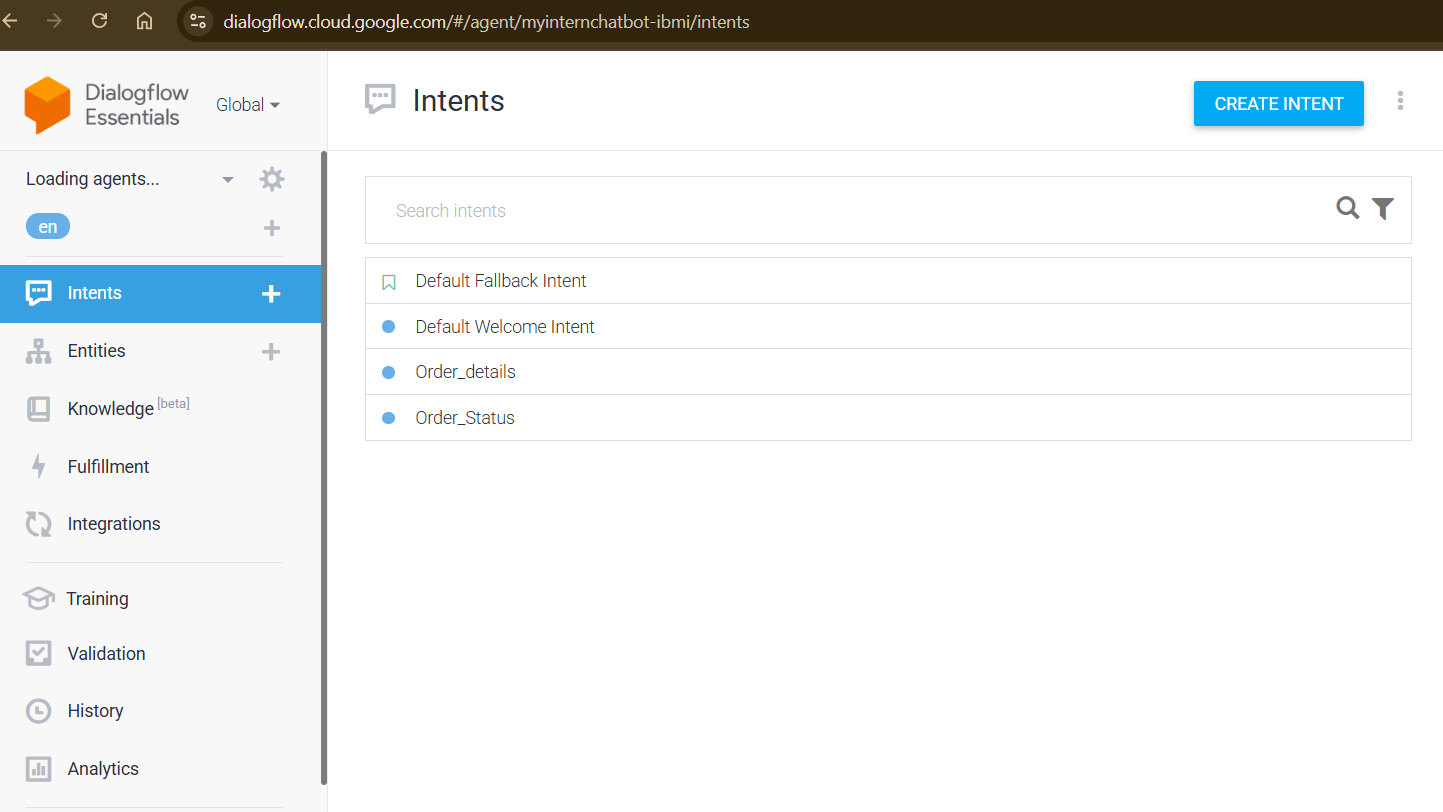 dialogflow.cloud.google.com/#/agent/myinternchatbot-ibmi/intents
Dialogflow
Essentials
Global
Intents
CREATE INTENT
Loading agents...
en
Search intents
Intents
Default Fallback Intent
Default Welcome Intent
Entities
Order_details
Knowledge [beta]
Order_Status
Fulfillment
Integrations
Training
Validation
History
Analytics